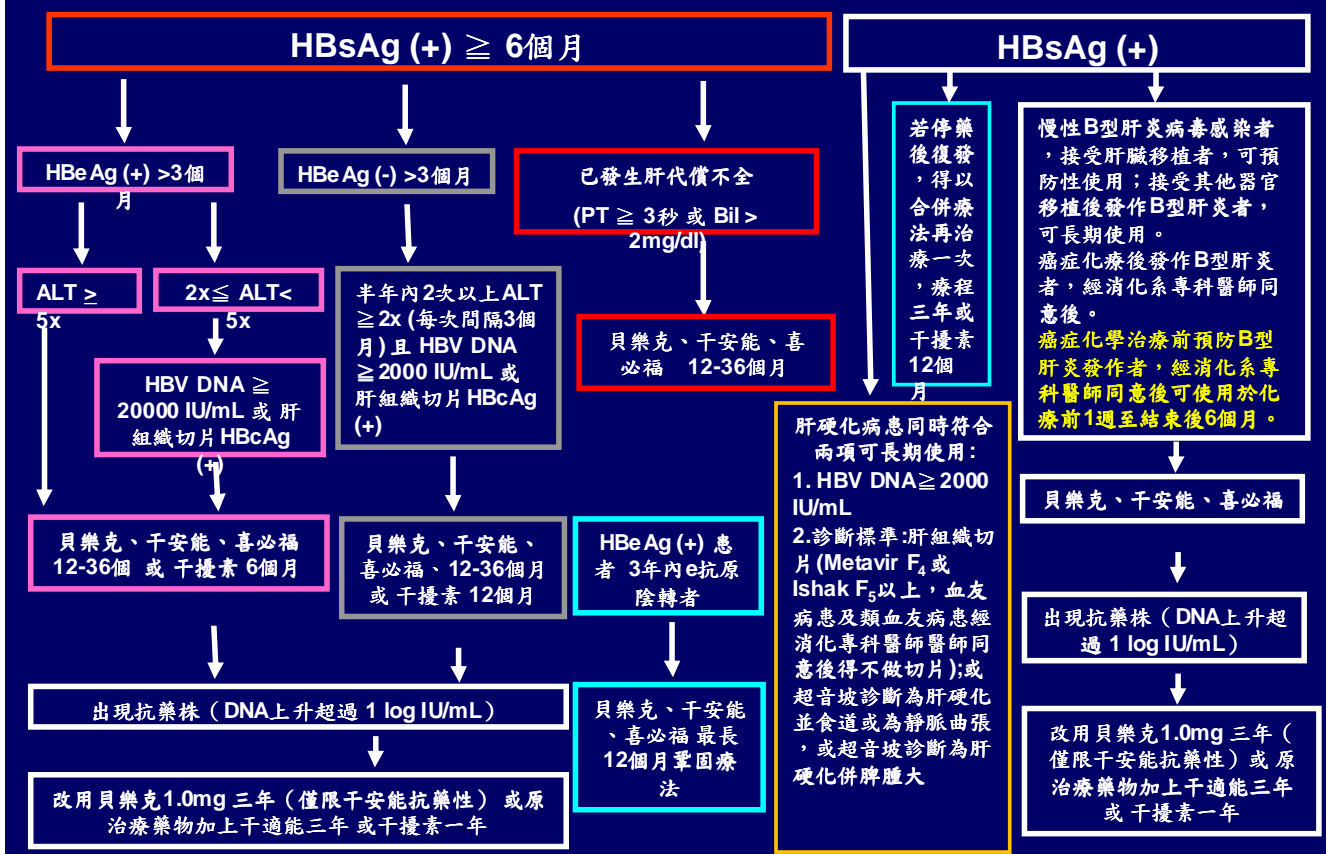 HBsAg (+) ≧ 6個月
HBsAg (+)
HBeAg (+) >3個
月
HBeAg (-) >3個月
已發生肝代償不全
(PT ≧ 3秒 或 Bil >
2mg/dl)
若停藥
後復發
，得以
合併療
法再治
療一次
，療程
三年或
干擾素
12個
月
慢性B型肝炎病毒感染者
，接受肝臟移植者，可預
防性使用；接受其他器官
移植後發作B型肝炎者，
可長期使用。
癌症化療後發作B型肝炎
者，經消化系專科醫師同
意後。
癌症化學治療前預防B型
肝炎發作者，經消化系專
科醫師同意後可使用於化
療前1週至結束後6個月。
ALT ≥
5x
2x≦ ALT<
5x
半年內2次以上ALT
≧2x (每次間隔3個
月)且 HBV DNA
≧2000 IU/mL 或
肝組織切片HBcAg
(+)
貝樂克、干安能、喜
必福 12-36個月
HBV DNA ≧
20000 IU/mL 或 肝
組織切片HBcAg
(+)
肝硬化病患同時符合
兩項可長期使用:
1. HBV DNA≧ 2000
IU/mL
2.診斷標準:肝組織切
片(Metavir F4或
Ishak F5以上，血友
病患及類血友病患經
消化專科醫師醫師同
意後得不做切片);或
超音坡診斷為肝硬化
並食道或為靜脈曲張
，或超音坡診斷為肝
硬化併脾腫大
貝樂克、干安能、喜必福
貝樂克、干安能、喜必福
12-36個 或 干擾素 6個月
貝樂克、干安能、
喜必福、12-36個月
或 干擾素 12個月
HBeAg (+) 患
者 3年內e抗原
陰轉者
出現抗藥株（DNA上升超
過 1 log IU/mL）
出現抗藥株（DNA上升超過 1 log IU/mL）
貝樂克、干安能
、喜必福 最長
12個月鞏固療
法
改用貝樂克1.0mg 三年（僅限干安能抗藥性） 或原
治療藥物加上干適能三年 或干擾素一年
改用貝樂克1.0mg 三年
（僅限干安能抗藥性）或 原
治療藥物加上干適能三年
或 干擾素一年